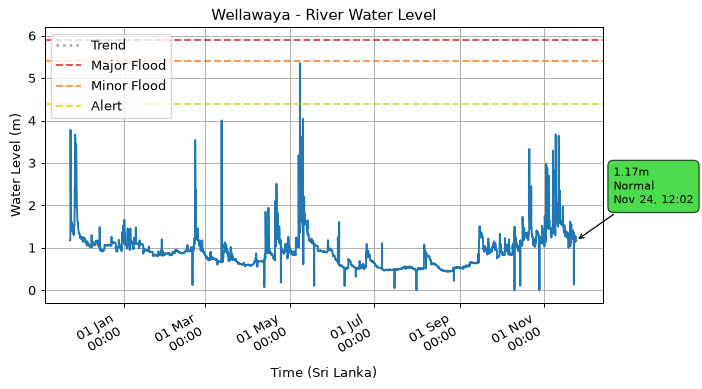 Wellawaya - River Water Level
Water Level (m)
6
5
4
3
2
1
0
Trend
Major Flood
Minor Flood
Alert
1.17m
Normal
Nov 24, 12:02
01 Jan
00:00
01 Mar
00:00
01 May
00:00
01 Jul
00:00
01 Sep
00:00
01 Nov
00:00
Time (Sri Lanka)